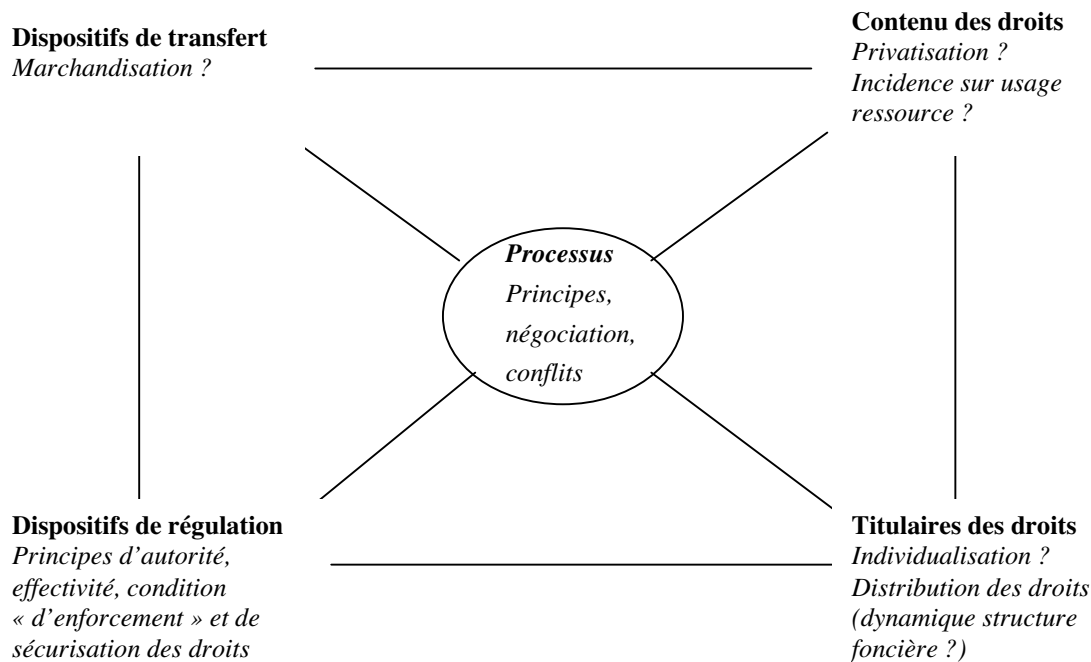 Dispositifs de transfert
Marchandisation ?
Contenu des droits
Privatisation ?
Incidence sur usage
ressource ?
Processus
Principes,
négociation,
conflits
Dispositifs de régulation
Principes d'autorité,
effectivité, condition
« d'enforcement » et de
sécurisation des droits
Titulaires des droits
Individualisation ?
Distribution des droits
(dynamique structure
foncière ?)